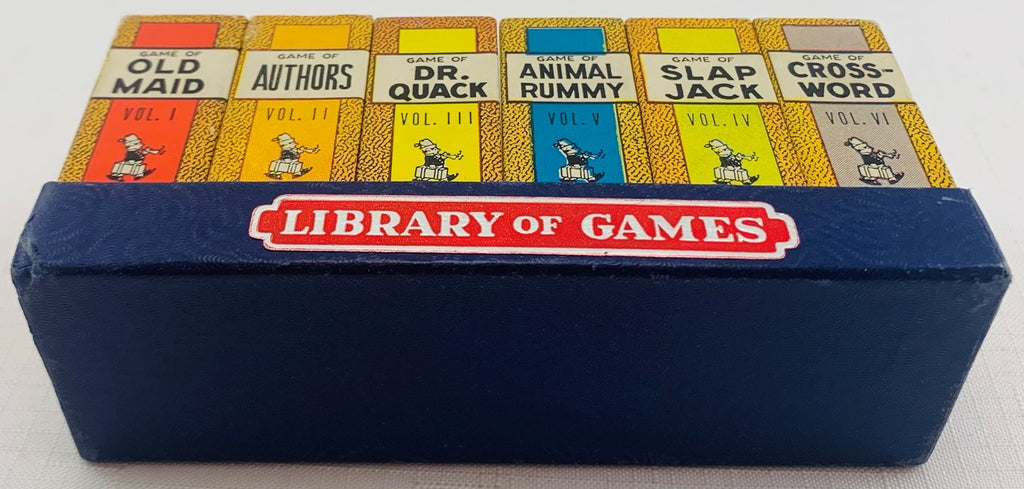 GAME OF
OLD
MAID
VOL. I
GAME OF
AUTHORS
VOL. II
GAME OF
DR.
QUACK
VOL. III
GAME OF
ANIMAL
RUMMY
VOL. V
GAME OF
SLAP
JACK
VOL. IV
GAME OF
CROSS-
WORD
VOL. VI
LIBRARY OF GAMES